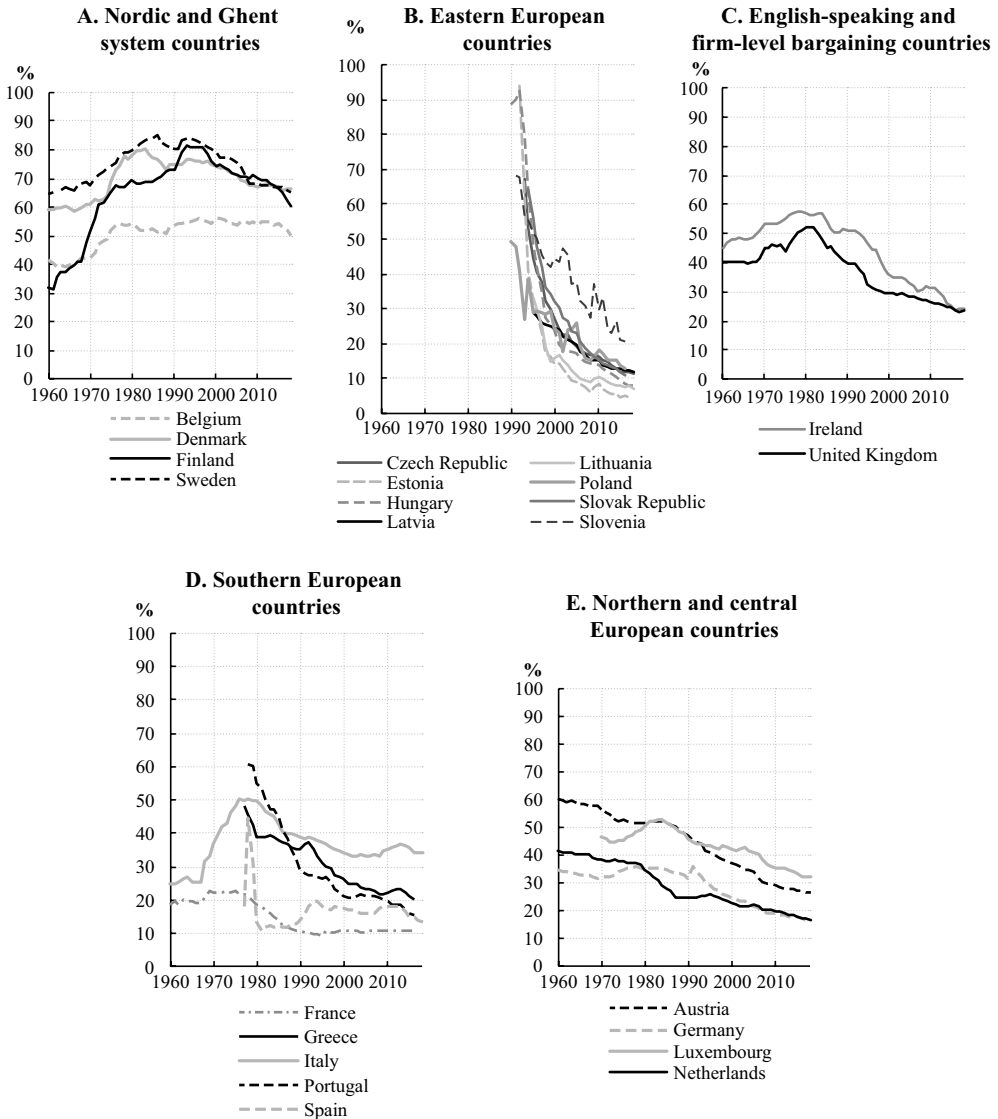 A. Nordic and Ghent
system countries
%
100
90
80
70
60
50
40
30
20
10
0
1960 1970 1980 1990 2000 2010
Belgium
Denmark
Finland
Sweden
B. Eastern European
countries
%
100
90
80
70
60
50
40
30
20
10
0
1960 1970 1980 1990 2000 2010
Czech Republic
Estonia
Hungary
Latvia
Lithuania
Poland
Slovak Republic
Slovenia
C. English-speaking and
firm-level bargaining countries
%
100
90
80
70
60
50
40
30
20
10
0
1960 1970 1980 1990 2000 2010
Ireland
United Kingdom
D. Southern European
countries
%
100
90
80
70
60
50
40
30
20
10
0
1960 1970 1980 1990 2000 2010
France
Greece
Italy
Portugal
Spain
E. Northern and central
European countries
%
100
90
80
70
60
50
40
30
20
10
0
1960 1970 1980 1990 2000 2010
Austria
Germany
Luxembourg
Netherlands